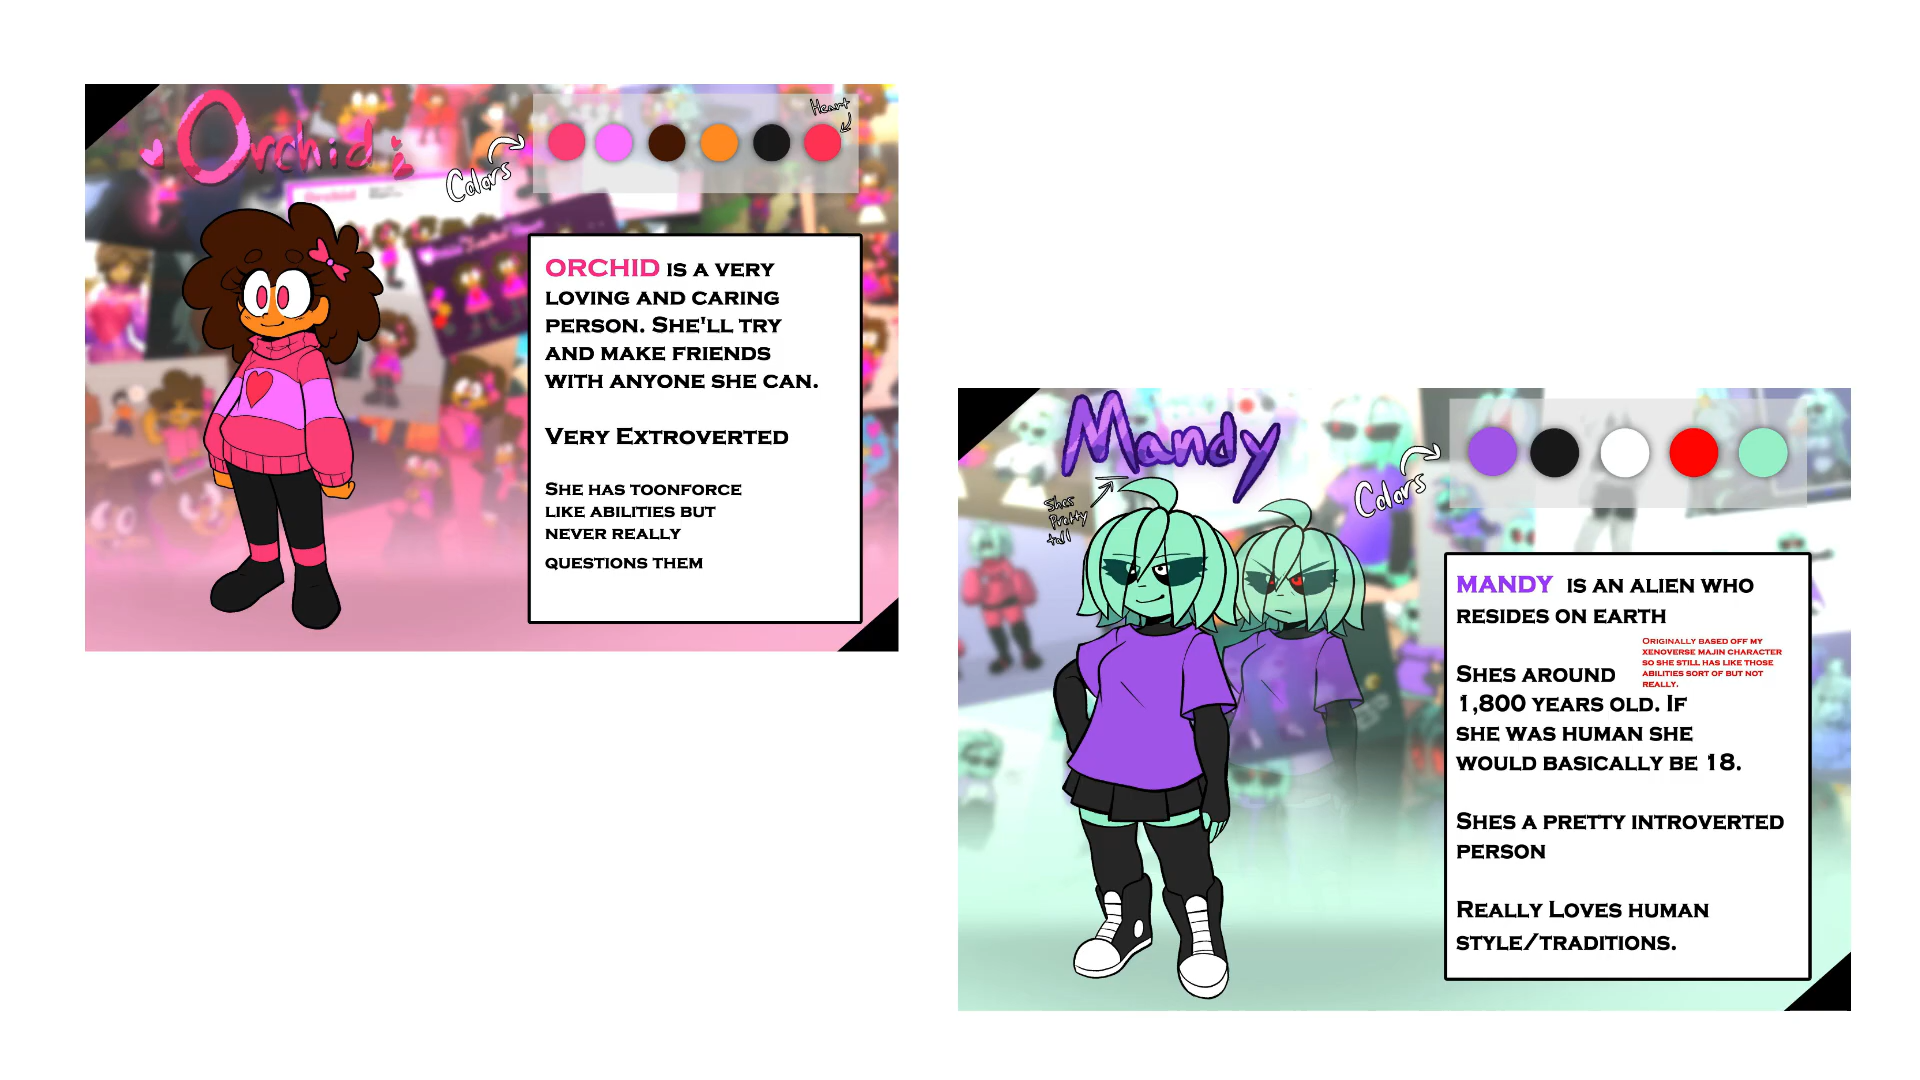 Orchid
Colors
Heart
ORCHID IS A VERY
LOVING AND CARING
PERSON. SHE'LL TRY
AND MAKE FRIENDS
WITH ANYONE SHE CAN.
VERY EXTROVERTED
SHE HAS TOONFORCE
LIKE ABILITIES BUT
NEVER REALLY
QUESTIONS THEM
Mandy
Shes
Pretty
tall
Colors
MANDY IS AN ALIEN WHO
RESIDES ON EARTH
ORIGINALLY BASED OFF MY
XENOVERSE MAJIN CHARACTER
SO SHE STILL HAS LIKE THOSE
ABILITIES SORT OF BUT NOT
REALLY.
SHES AROUND
1,800 YEARS OLD. IF
SHE WAS HUMAN SHE
WOULD BASICALLY BE 18.
SHES A PRETTY INTROVERTED
PERSON
REALLY LOVES HUMAN
STYLE/TRADITIONS.